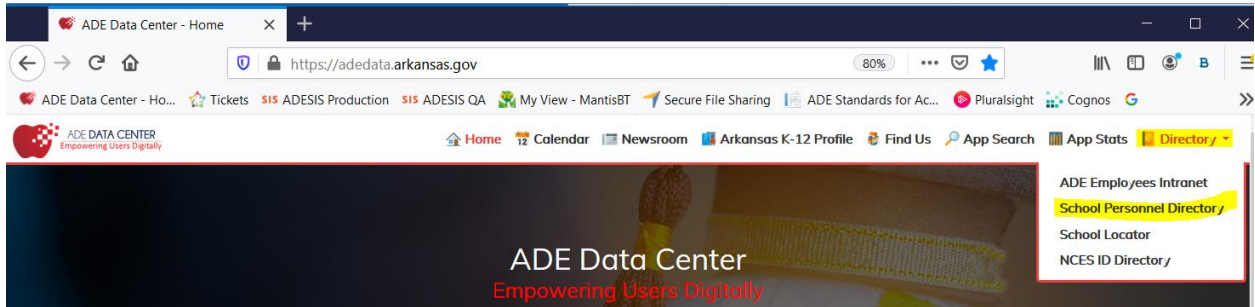 ADE Data Center - Home
https://adedata.arkansas.gov 80%
ADE Data Center - Ho... Tickets SIS ADESIS Production SIS ADESIS QA My View - MantisBT Secure File Sharing ADE Standards for Ac... Pluralsight Cognos G
ADE DATA CENTER
Empowering Users Digitally
Home 12 Calendar Newsroom Arkansas K-12 Profile Find Us App Search App Stats Directory
ADE Employees Intranet
School Personnel Directory
School Locator
NCES ID Directory
ADE Data Center
Empowering Users Digitally